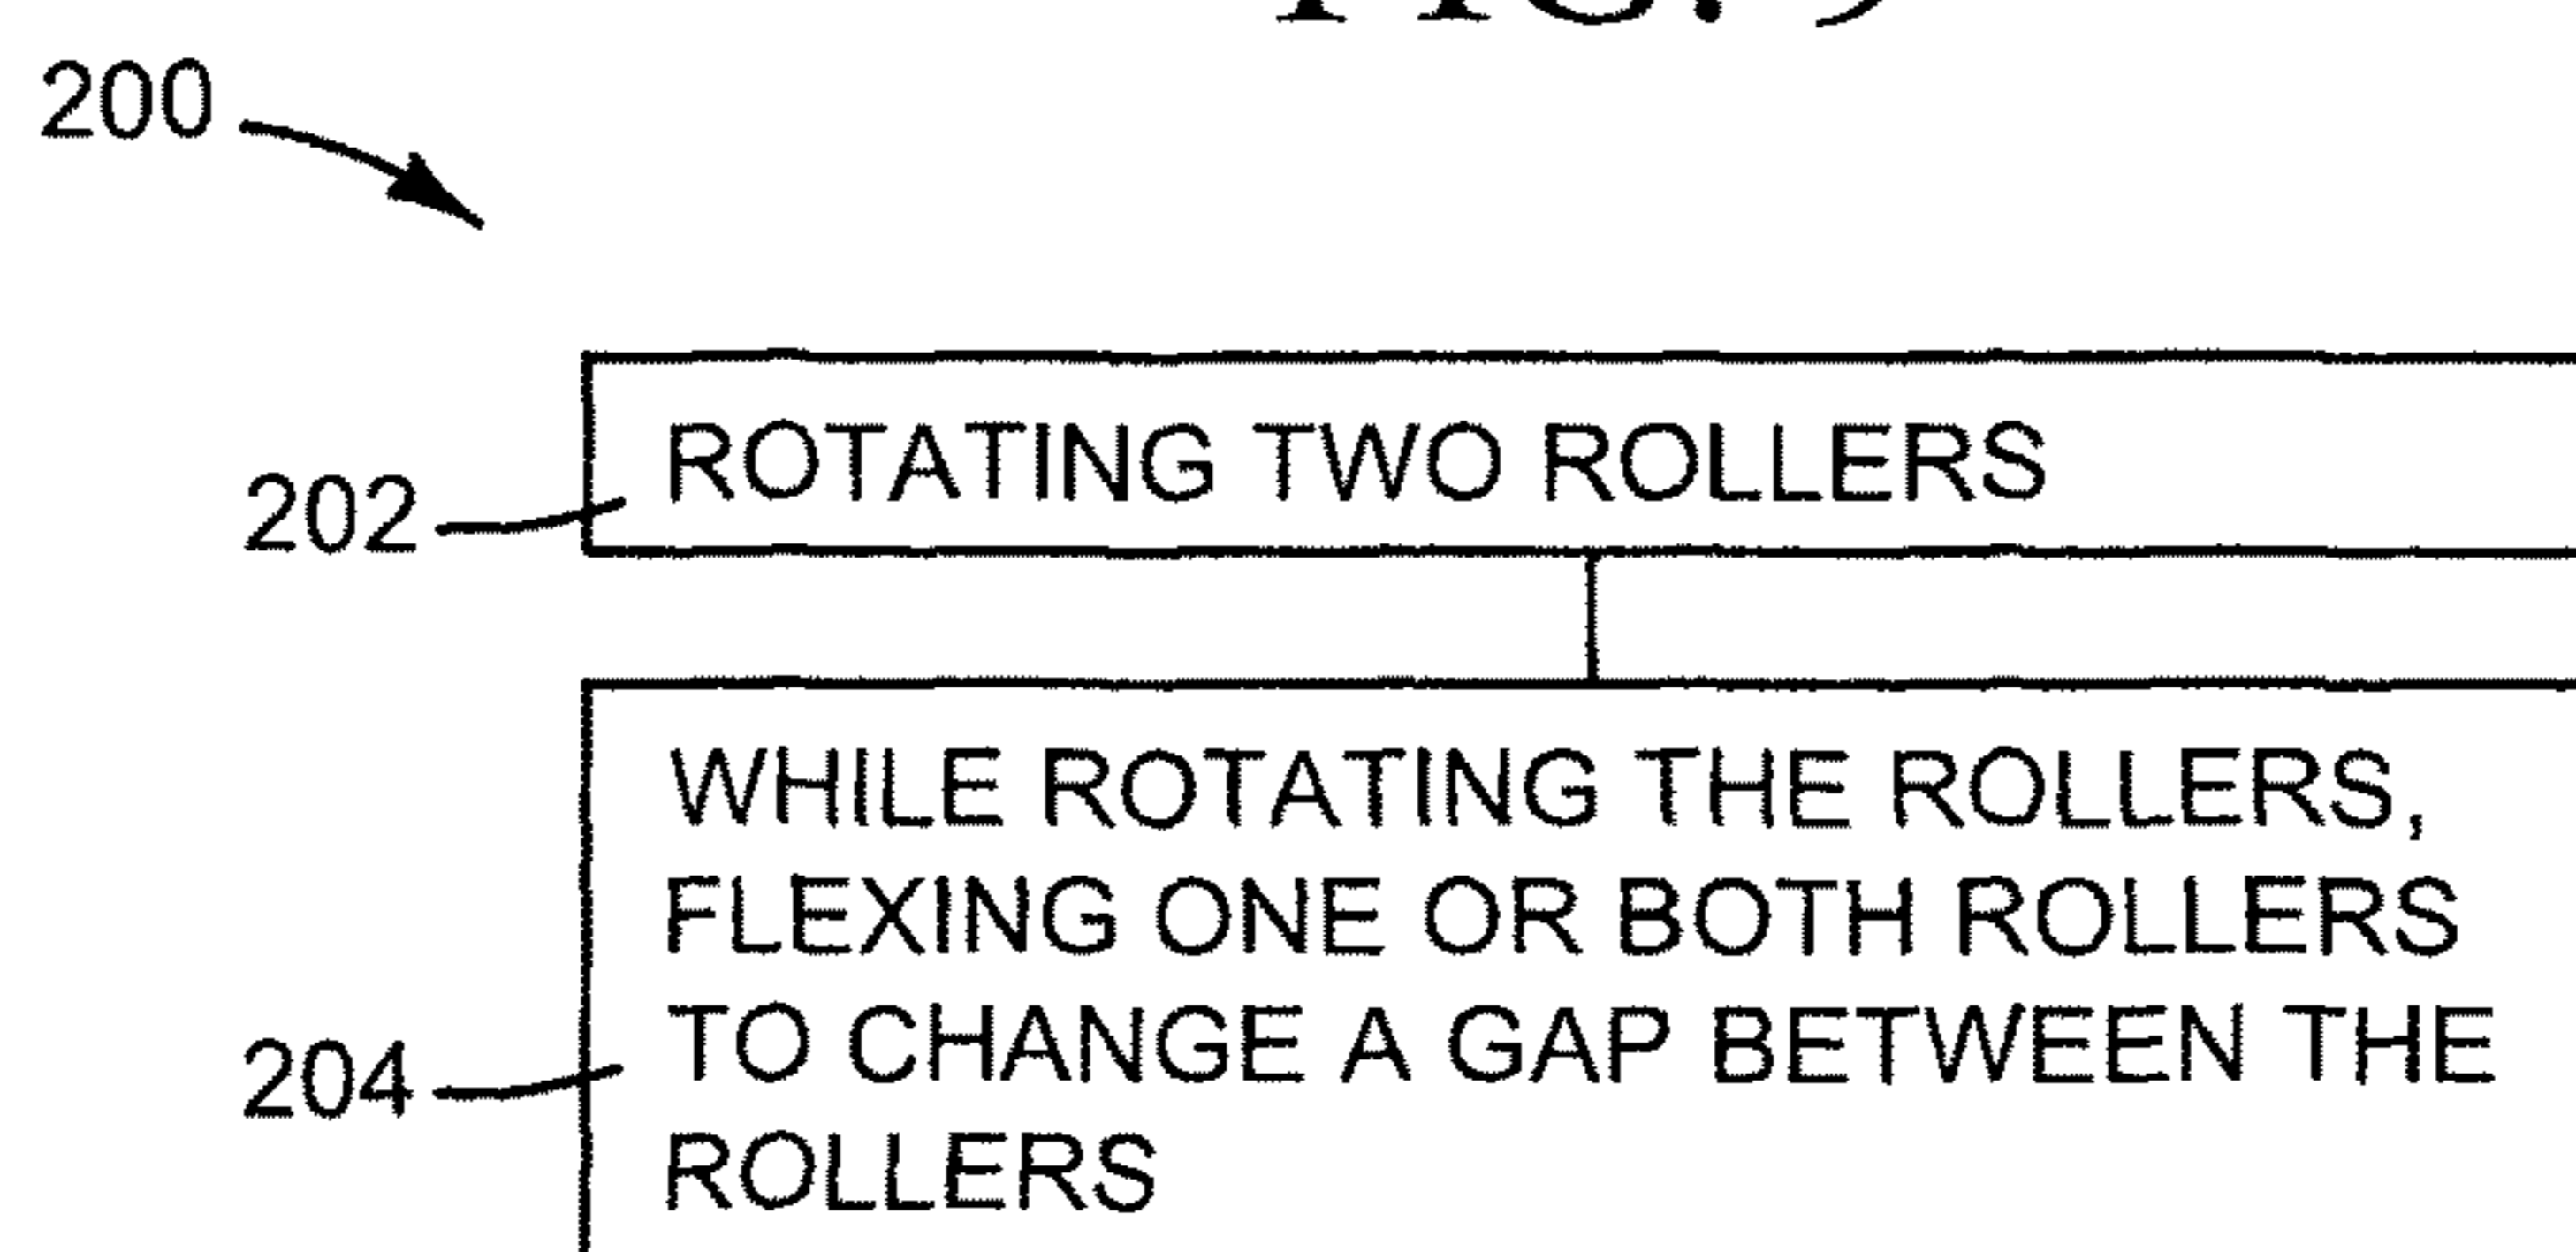 200
202
ROTATING TWO ROLLERS
204
WHILE ROTATING THE ROLLERS,
FLEXING ONE OR BOTH ROLLERS
TO CHANGE A GAP BETWEEN THE
ROLLERS